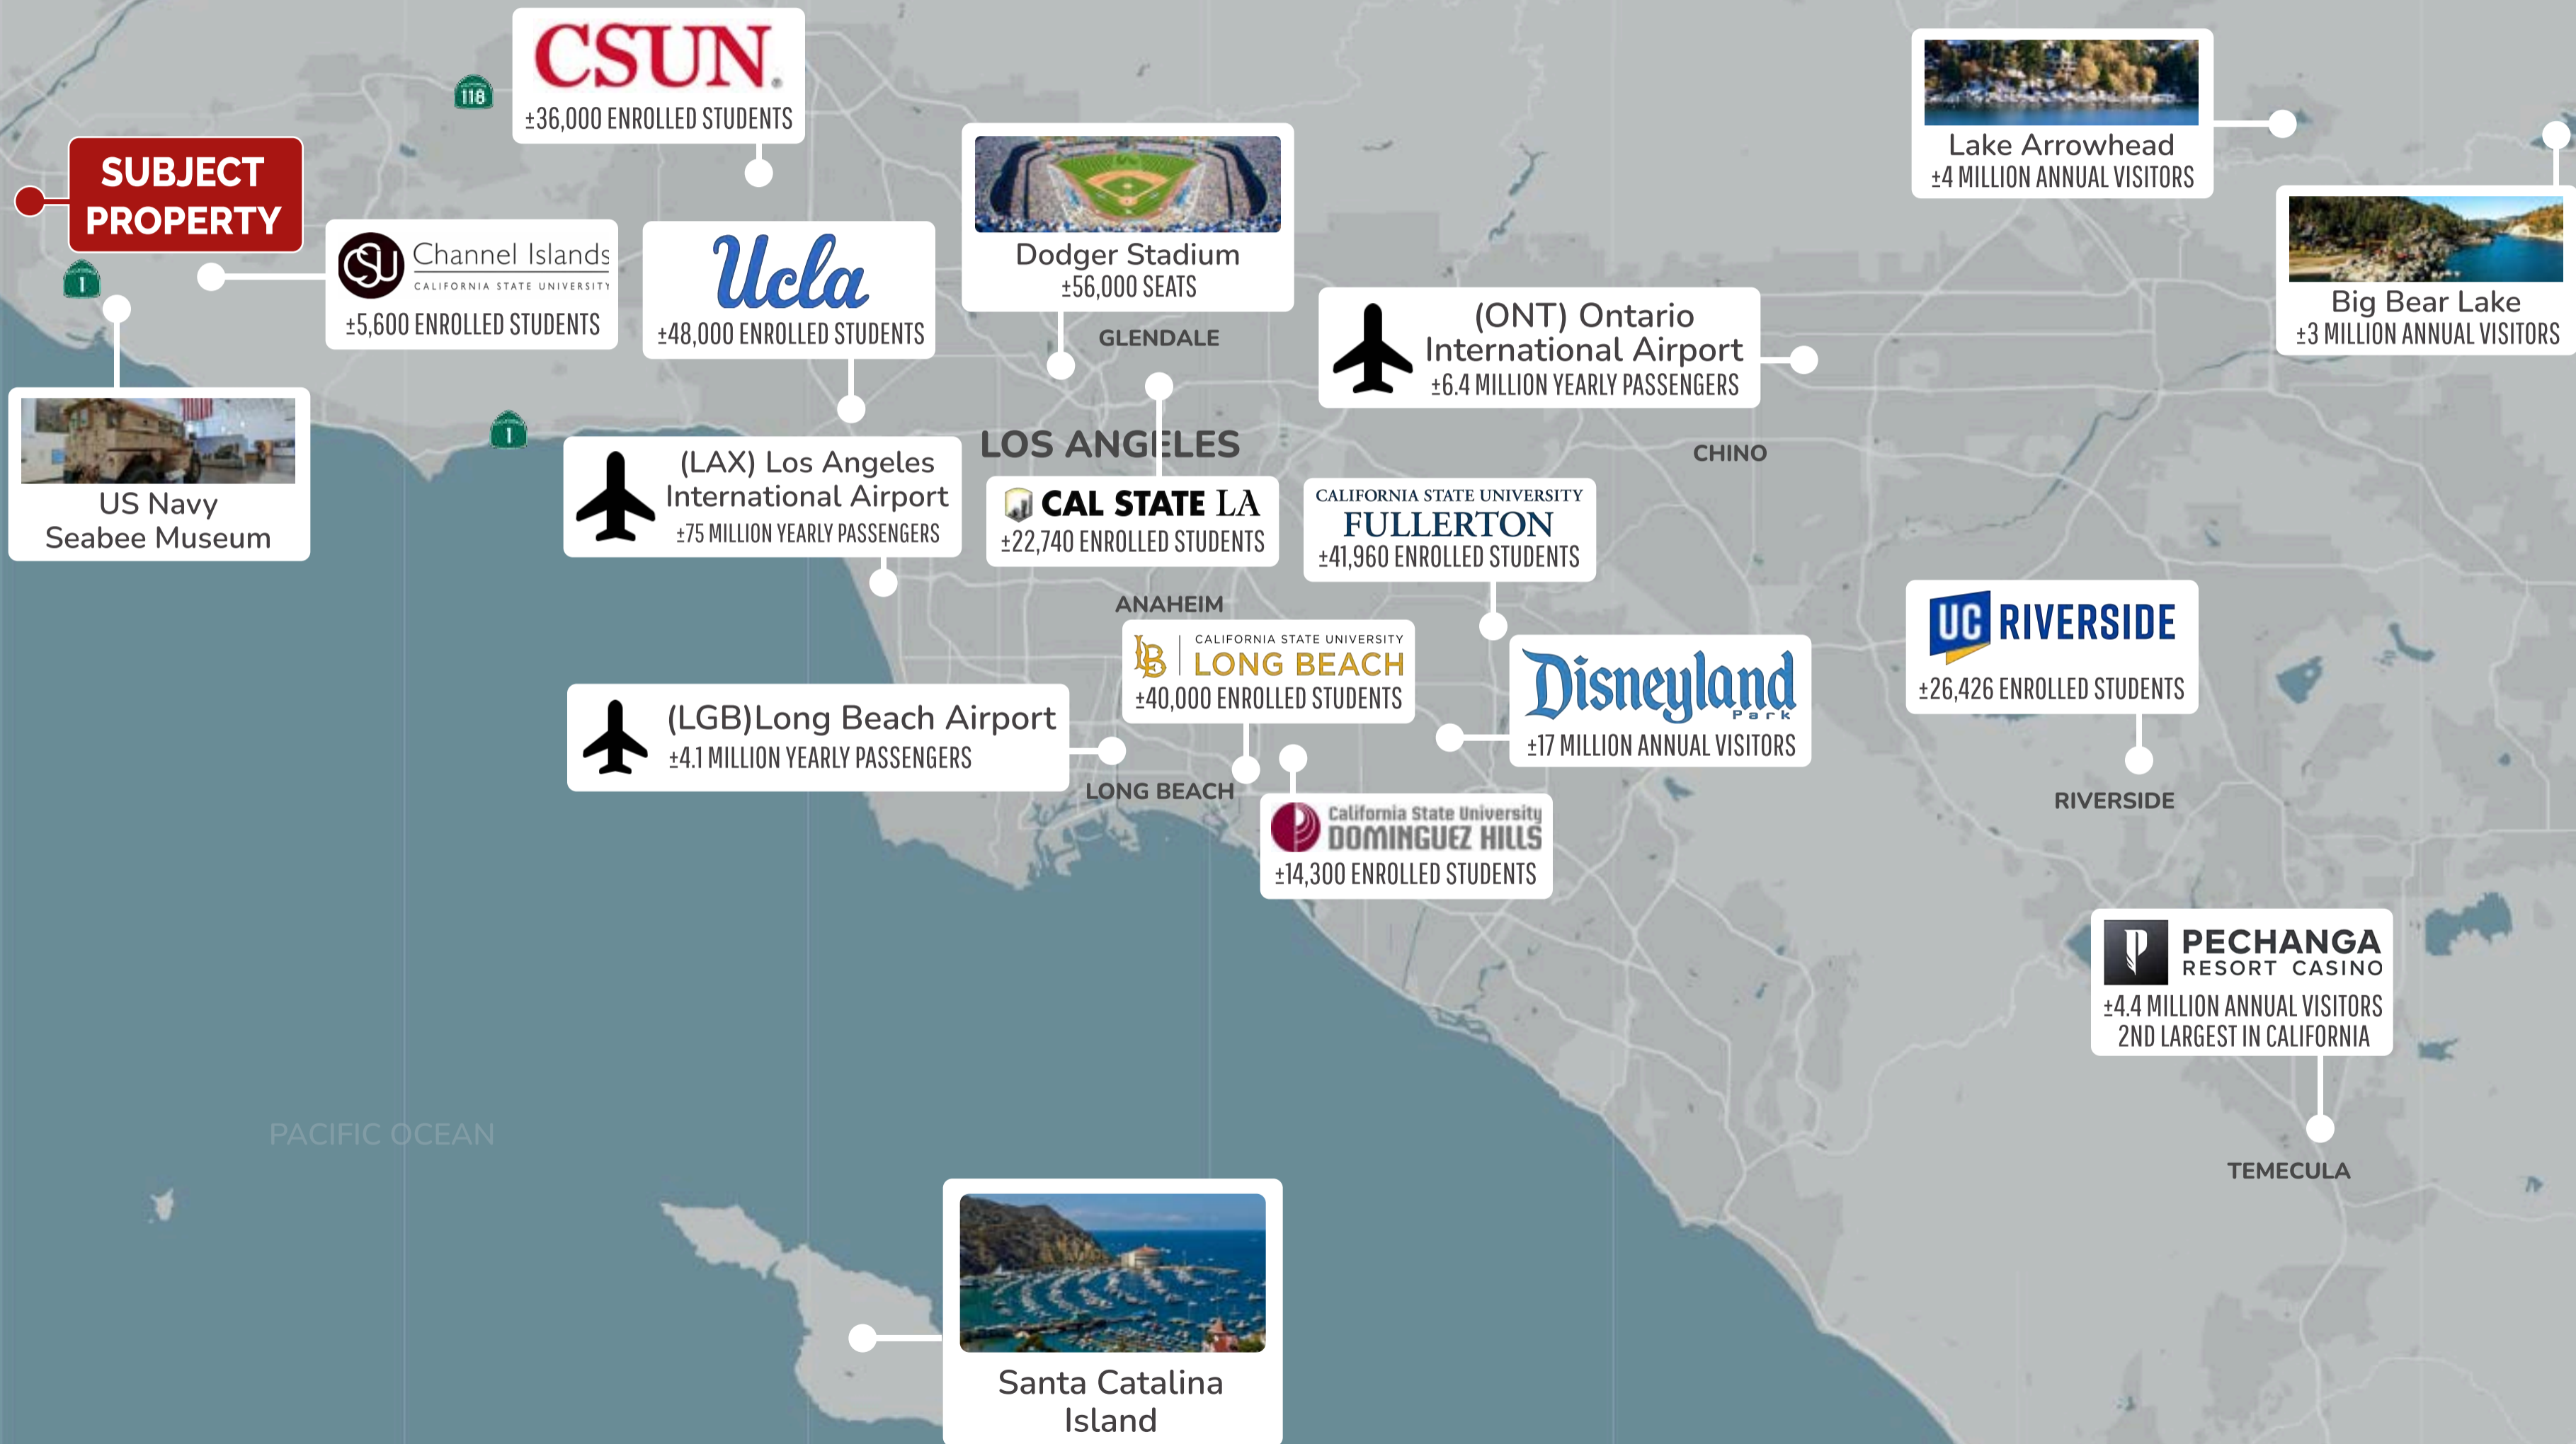 CSUN
±36,000 ENROLLED STUDENTS
118
SUBJECT
PROPERTY
Lake Arrowhead
±4 MILLION ANNUAL VISITORS
Dodger Stadium
±56,000 SEATS
CSU Channel Islands
CALIFORNIA STATE UNIVERSITY
±5,600 ENROLLED STUDENTS
Ucla
±48,000 ENROLLED STUDENTS
1
Big Bear Lake
±3 MILLION ANNUAL VISITORS
GLENDALE
(ONT) Ontario
International Airport
±6.4 MILLION YEARLY PASSENGERS
US Navy
Seabee Museum
1
LOS ANGELES
CHINO
(LAX) Los Angeles
International Airport
±75 MILLION YEARLY PASSENGERS
CAL STATE LA
±22,740 ENROLLED STUDENTS
CALIFORNIA STATE UNIVERSITY
FULLERTON
±41,960 ENROLLED STUDENTS
ANAHEIM
LB CALIFORNIA STATE UNIVERSITY
LONG BEACH
±40,000 ENROLLED STUDENTS
Disneyland
Park
±17 MILLION ANNUAL VISITORS
UC RIVERSIDE
±26,426 ENROLLED STUDENTS
(LGB)Long Beach Airport
±4.1 MILLION YEARLY PASSENGERS
LONG BEACH
RIVERSIDE
California State University
DOMINGUEZ HILLS
±14,300 ENROLLED STUDENTS
PECHANGA
RESORT CASINO
±4.4 MILLION ANNUAL VISITORS
2ND LARGEST IN CALIFORNIA
PACIFIC OCEAN
TEMECULA
Santa Catalina
Island